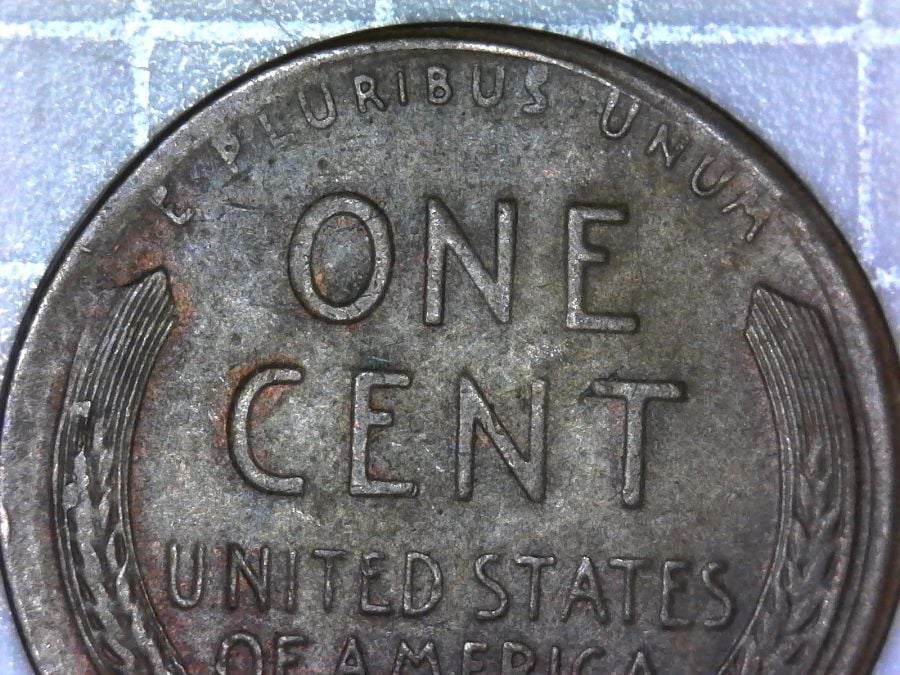 E PLURIBUS UNUM
ONE
CENT
UNITED STATES
OF AMERICA